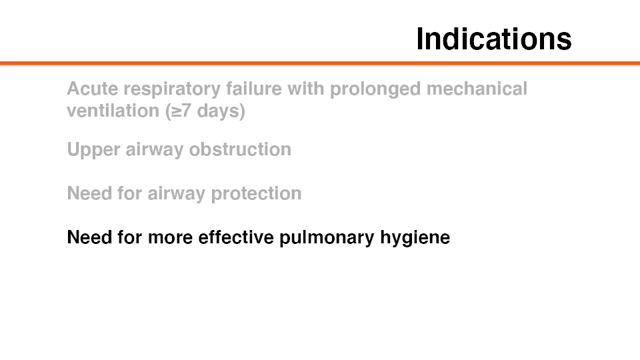 Indications
Acute respiratory failure with prolonged mechanical
ventilation (≥7 days)
Upper airway obstruction
Need for airway protection
Need for more effective pulmonary hygiene